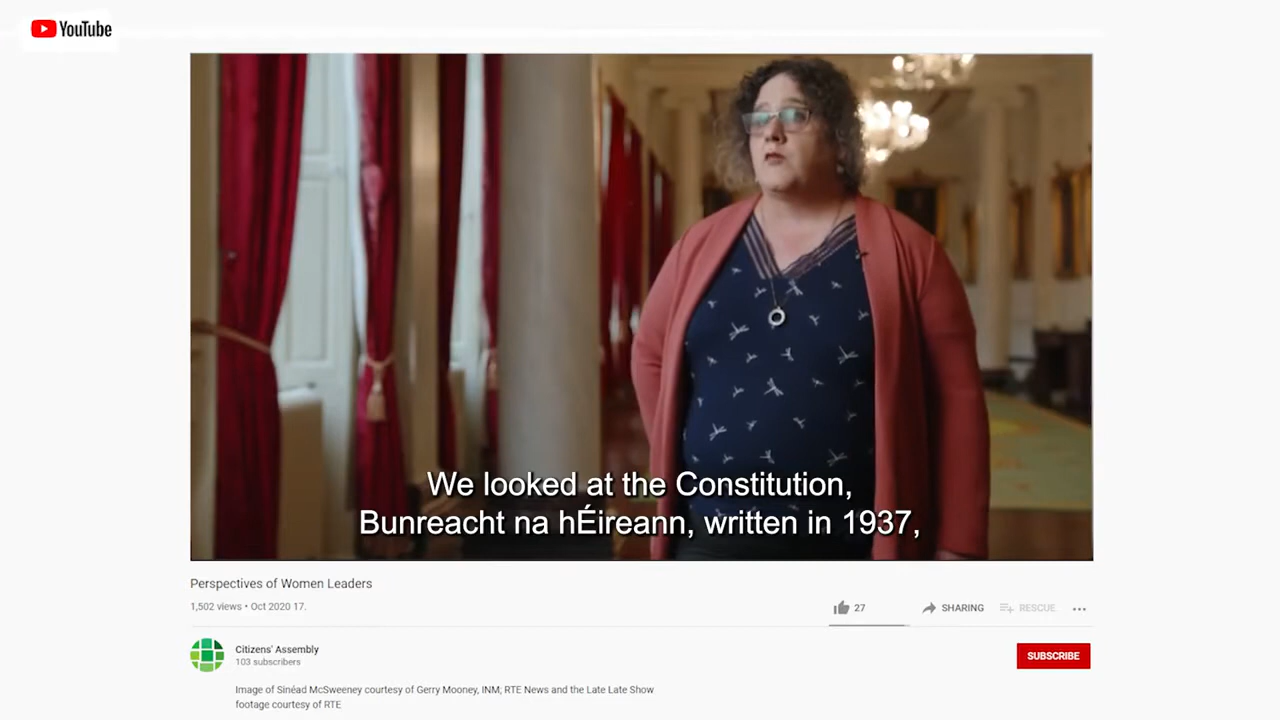 YouTube
We looked at the Constitution,
Bunreacht na hÉireann, written in 1937,
Perspectives of Women Leaders
1,502 views • Oct 2020 17.
27
SHARING
RESCUE
Citizens' Assembly
103 subscribers
SUBSCRIBE
Image of Sinéad McSweeney courtesy of Gerry Mooney, INM; RTE News and the Late Late Show
footage courtesy of RTE